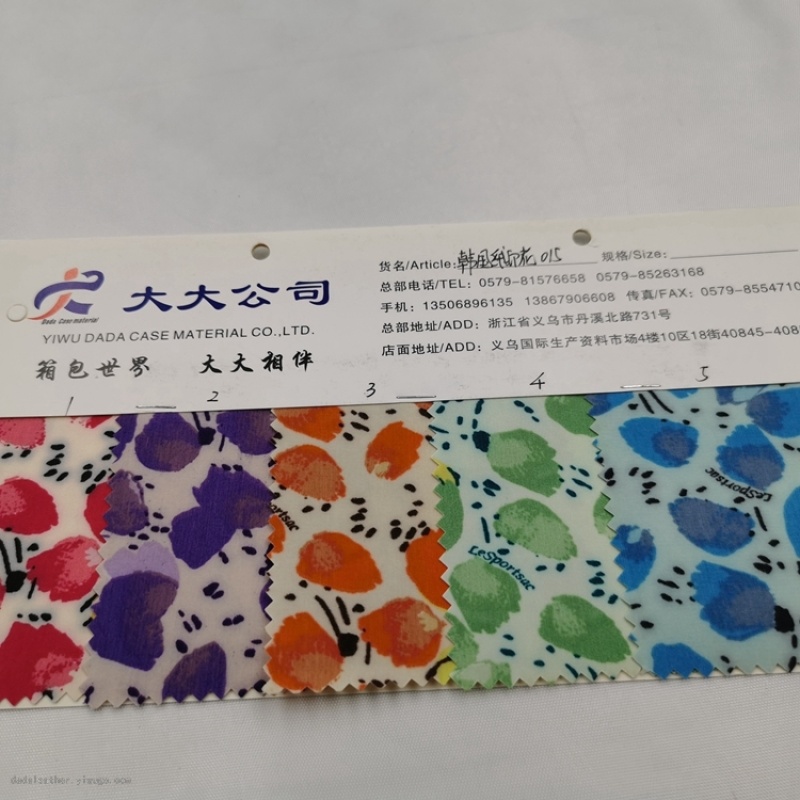 大大公司
Dada Case material
YIWU DADA CASE MATERIAL CO.,LTD.
箱包世界 大大相伴
货名/Article: 韩国纸印花 015 规格/Size:
总部电话/TEL: 0579-81576658 0579-85263168
手机: 13506896135 13867906608 传真/FAX: 0579-8554710
总部地址/ADD: 浙江省义乌市丹溪北路731号
店面地址/ADD: 义乌国际生产资料市场4楼10区18街40845-408
1 2 3 4 5
LeSportsac
LeSportsac
LeSportsac